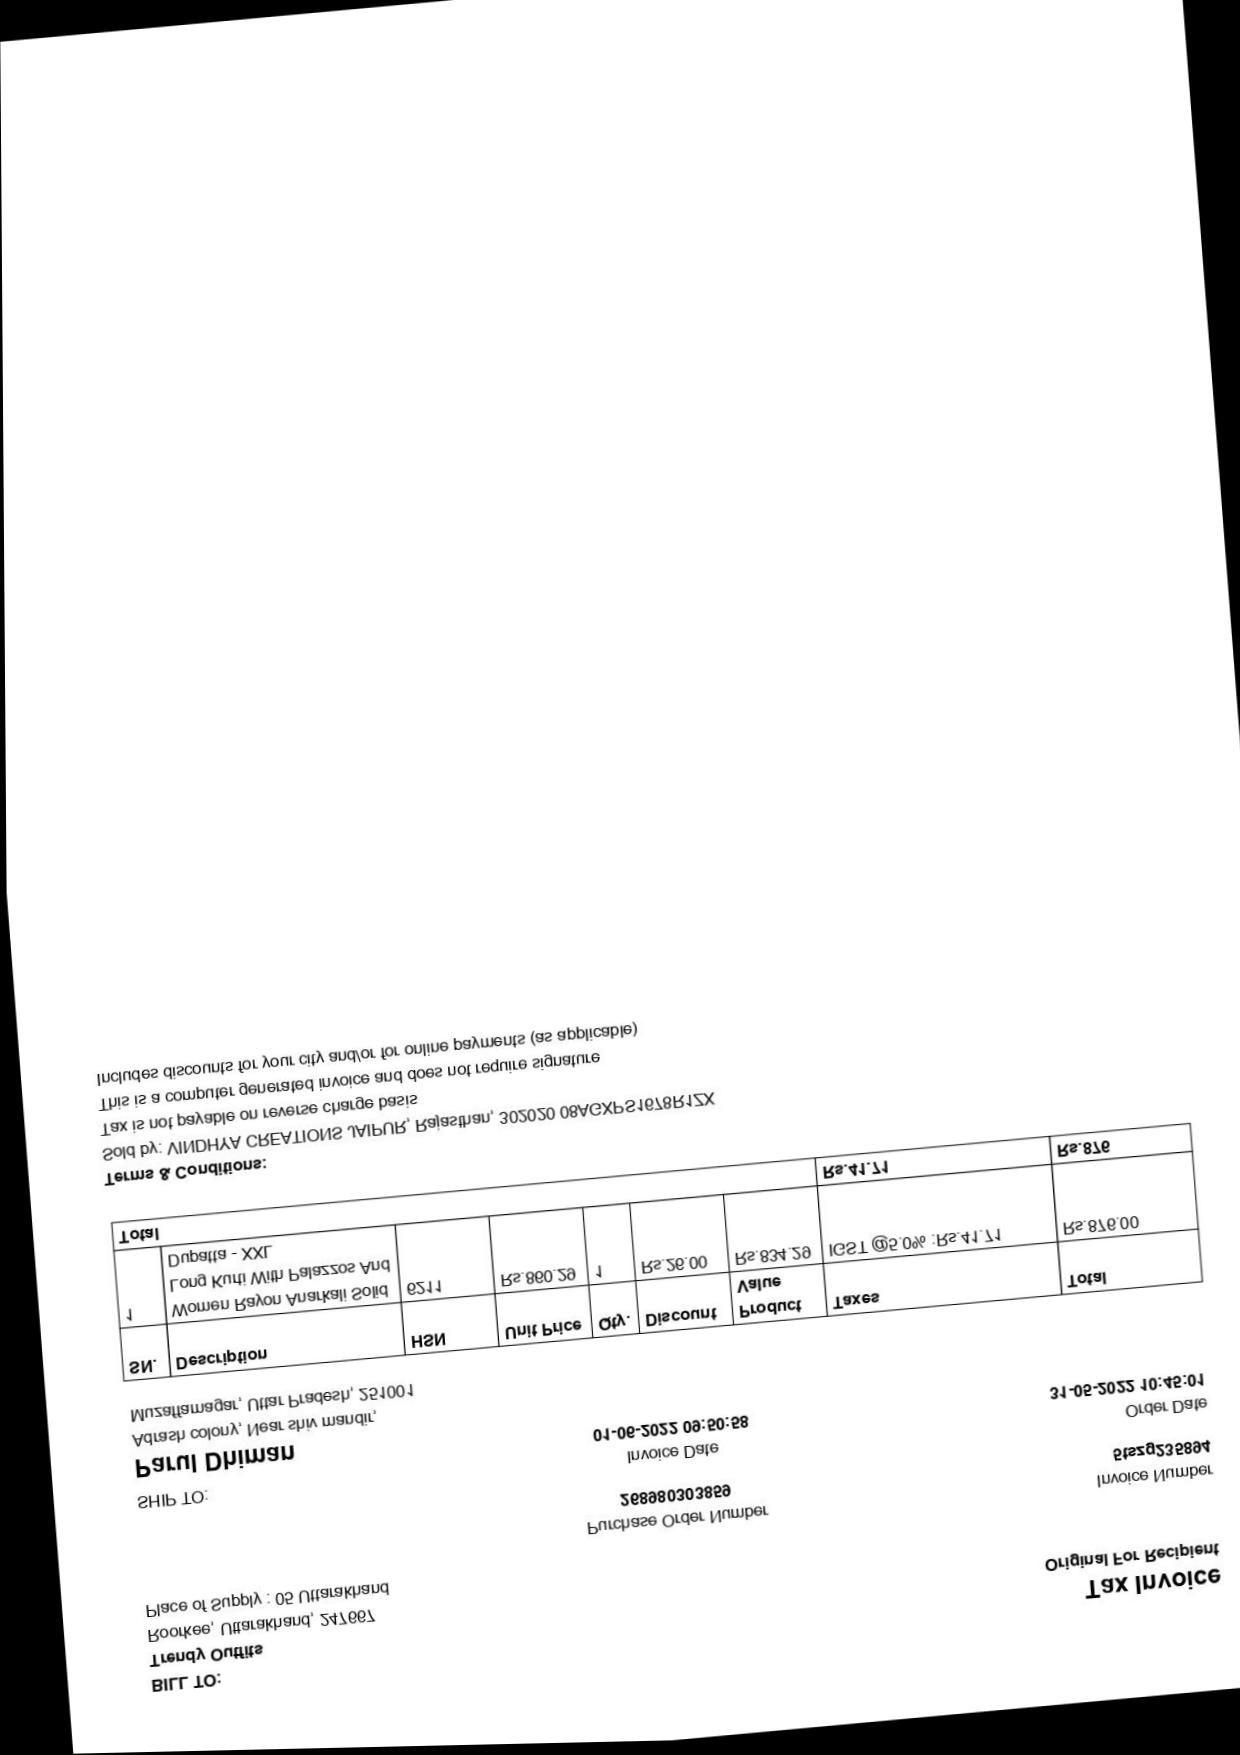 BILL TO:
Trendy Outfits
Roorkee, Uttarakhand, 247667
Place of Supply : 05 Uttarakhand
Tax Invoice
Original For Recipient
SHIP TO:
Parul Dhiman
Adrash colony, Near shiv mandir,
Muzaffarnagar, Uttar Pradesh, 251001
Purchase Order Number
268980303859
Invoice Date
01-06-2022 09:50:58
Invoice Number
5tszg235894
Order Date
31-05-2022 10:45:01
SN. Description HSN Unit Price Qty. Discount Product Value Taxes Total
1 Women Rayon Anarkali Solid 6211 Rs.860.29 1 Rs.26.00 Rs.834.29 IGST @5.0% :Rs.41.71 Rs.876.00
Long Kurti With Palazzos And
Dupatta - XXL
Total Rs.41.71 Rs.876
Terms & Conditions:
Sold by: VINDHYA CREATIONS JAIPUR, Rajasthan, 302020 08AGXPS1678R1ZX
Tax is not payable on reverse charge basis
This is a computer generated invoice and does not require signature
Includes discounts for your city and/or for online payments (as applicable)